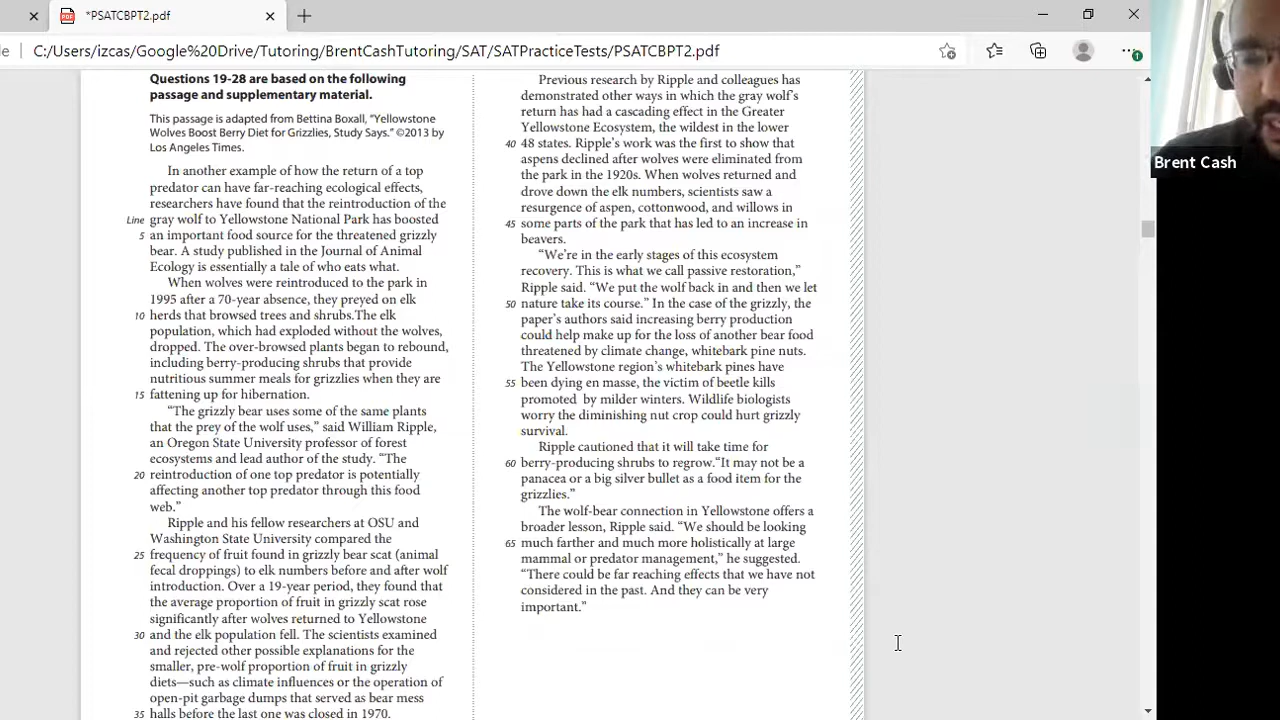 *PSATCBPT2.pdf
C:/Users/izcas/Google%20Drive/Tutoring/BrentCashTutoring/SAT/SATPracticeTests/PSATCBPT2.pdf
Brent Cash
Questions 19-28 are based on the following
passage and supplementary material.
This passage is adapted from Bettina Boxall, “Yellowstone
Wolves Boost Berry Diet for Grizzlies, Study Says.” ©2013 by
Los Angeles Times.
In another example of how the return of a top
predator can have far-reaching ecological effects,
researchers have found that the reintroduction of the
Line gray wolf to Yellowstone National Park has boosted
5 an important food source for the threatened grizzly
bear. A study published in the Journal of Animal
Ecology is essentially a tale of who eats what.
When wolves were reintroduced to the park in
1995 after a 70-year absence, they preyed on elk
10 herds that browsed trees and shrubs.The elk
population, which had exploded without the wolves,
dropped. The over-browsed plants began to rebound,
including berry-producing shrubs that provide
nutritious summer meals for grizzlies when they are
15 fattening up for hibernation.
“The grizzly bear uses some of the same plants
that the prey of the wolf uses,” said William Ripple,
an Oregon State University professor of forest
ecosystems and lead author of the study. “The
20 reintroduction of one top predator is potentially
affecting another top predator through this food
web.”
Ripple and his fellow researchers at OSU and
Washington State University compared the
25 frequency of fruit found in grizzly bear scat (animal
fecal droppings) to elk numbers before and after wolf
introduction. Over a 19-year period, they found that
the average proportion of fruit in grizzly scat rose
significantly after wolves returned to Yellowstone
30 and the elk population fell. The scientists examined
and rejected other possible explanations for the
smaller, pre-wolf proportion of fruit in grizzly
diets—such as climate influences or the operation of
open-pit garbage dumps that served as bear mess
35 halls before the last one was closed in 1970.
Previous research by Ripple and colleagues has
demonstrated other ways in which the gray wolf’s
return has had a cascading effect in the Greater
Yellowstone Ecosystem, the wildest in the lower
40 48 states. Ripple’s work was the first to show that
aspens declined after wolves were eliminated from
the park in the 1920s. When wolves returned and
drove down the elk numbers, scientists saw a
resurgence of aspen, cottonwood, and willows in
45 some parts of the park that has led to an increase in
beavers.
“We’re in the early stages of this ecosystem
recovery. This is what we call passive restoration,”
Ripple said. “We put the wolf back in and then we let
50 nature take its course.” In the case of the grizzly, the
paper’s authors said increasing berry production
could help make up for the loss of another bear food
threatened by climate change, whitebark pine nuts.
The Yellowstone region’s whitebark pines have
55 been dying en masse, the victim of beetle kills
promoted by milder winters. Wildlife biologists
worry the diminishing nut crop could hurt grizzly
survival.
Ripple cautioned that it will take time for
60 berry-producing shrubs to regrow.“It may not be a
panacea or a big silver bullet as a food item for the
grizzlies.”
The wolf-bear connection in Yellowstone offers a
broader lesson, Ripple said. “We should be looking
65 much farther and much more holistically at large
mammal or predator management,” he suggested.
“There could be far reaching effects that we have not
considered in the past. And they can be very
important.”